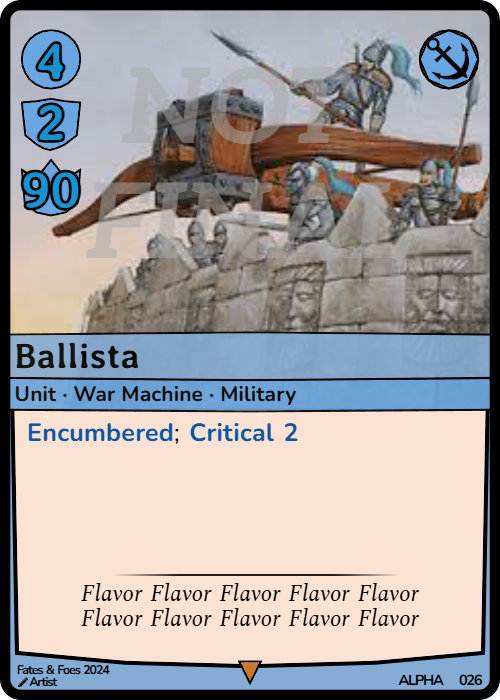 4
2
90
NOT
FINAL
Ballista
Unit · War Machine · Military
Encumbered; Critical 2
Flavor Flavor Flavor Flavor Flavor
Flavor Flavor Flavor Flavor Flavor
Fates & Foes 2024
Artist
ALPHA 026